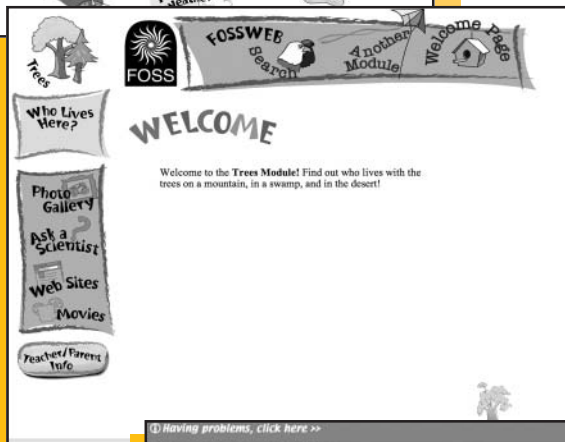 Trees
FOSS
FOSSWEB
Search
Another
Module
Welcome Page
Who Lives
Here?
WELCOME
Welcome to the Trees Module! Find out who lives with the
trees on a mountain, in a swamp, and in the desert!
Photo
Gallery
Ask a
Scientist
Web Sites
Movies
Teacher/Parent
Info
Having problems, click here >>